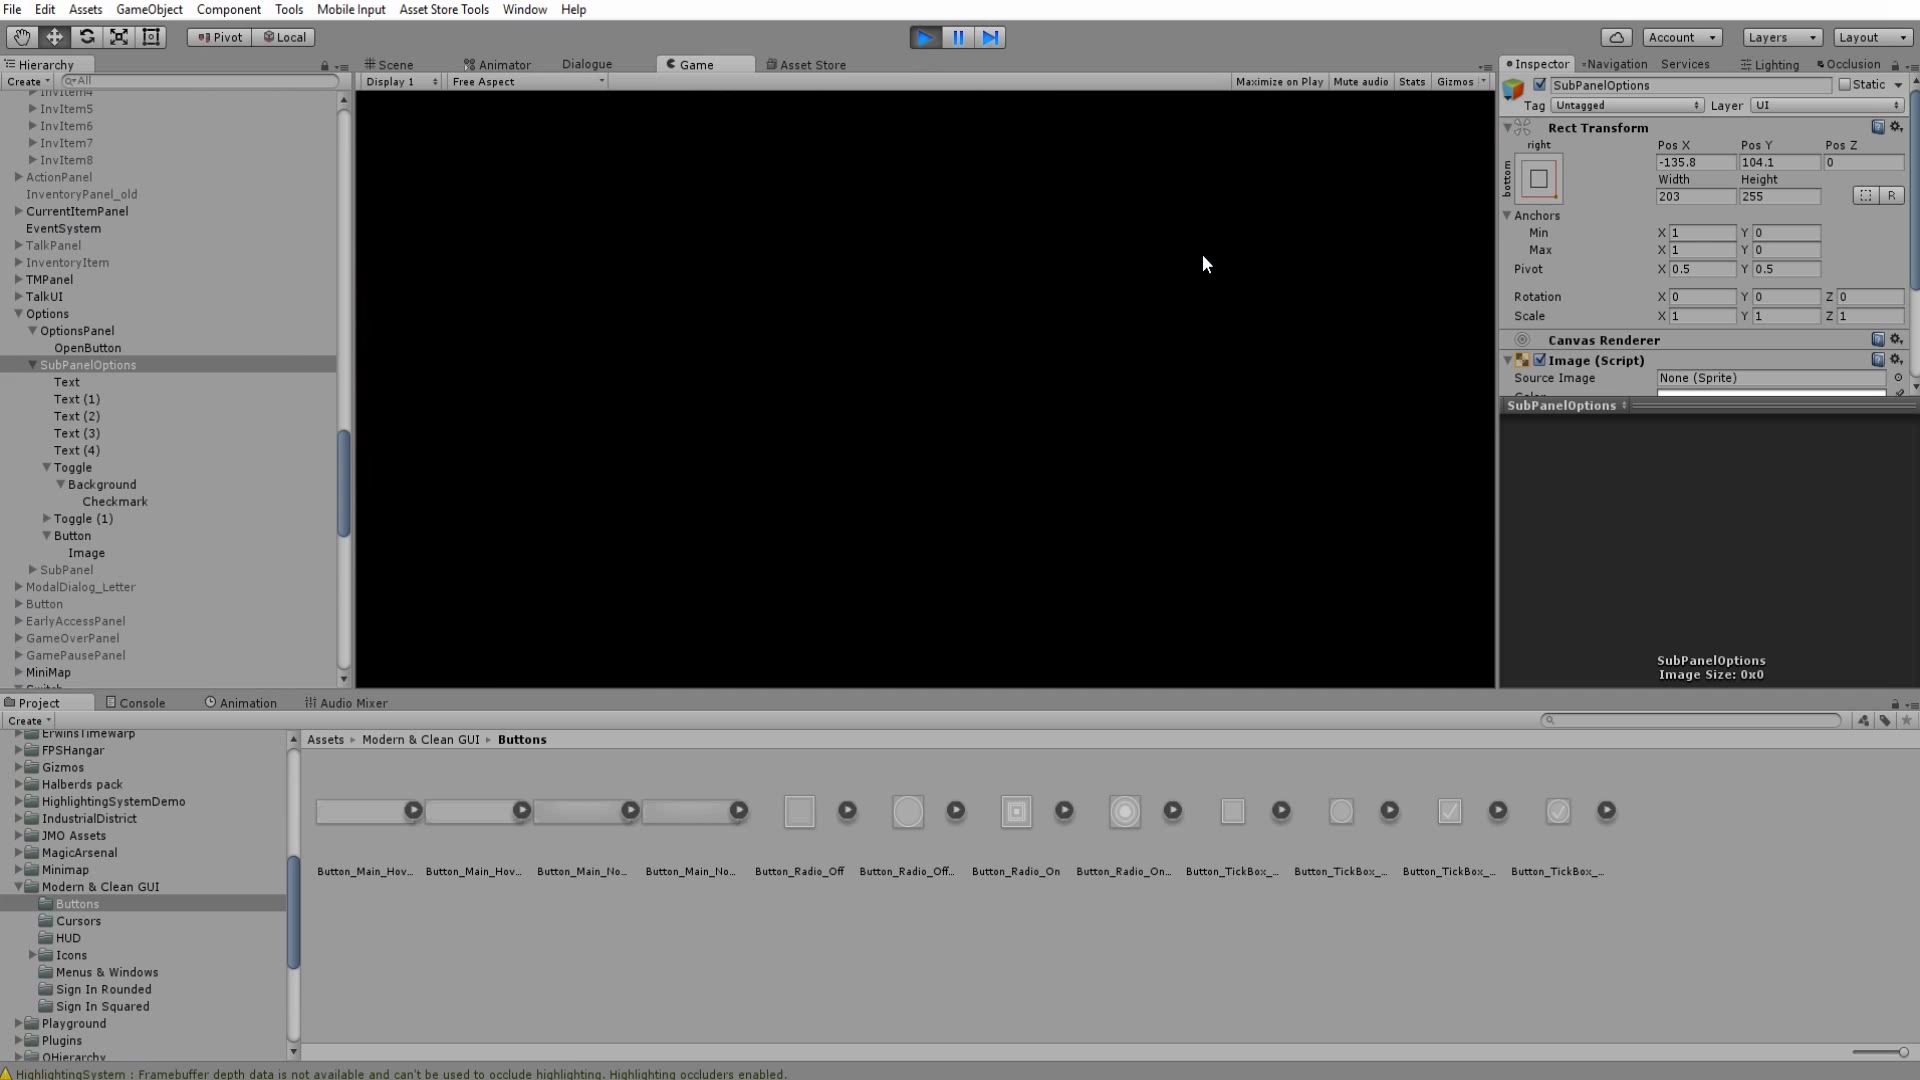 File Edit Assets GameObject Component Tools Mobile Input Asset Store Tools Window Help
Pivot Local Account Layers Layout
Hierarchy
Create All
InvItem4
InvItem5
InvItem6
InvItem7
InvItem8
ActionPanel
InventoryPanel_old
CurrentItemPanel
EventSystem
TalkPanel
InventoryItem
TMPanel
TalkUI
Options
OptionsPanel
OpenButton
SubPanelOptions
Text
Text (1)
Text (2)
Text (3)
Text (4)
Toggle
Background
Checkmark
Toggle (1)
Button
Image
SubPanel
ModalDialog_Letter
Button
EarlyAccessPanel
GameOverPanel
GamePausePanel
MiniMap
Switch
Scene Animator Dialogue Game Asset Store
Display 1 Free Aspect Maximize on Play Mute audio Stats Gizmos
Inspector Navigation Services Lighting Occlusion
SubPanelOptions Static
Tag Untagged Layer UI
Rect Transform
right Pos X Pos Y Pos Z
bottom -135.8 104.1 0
Width Height
203 255 R
Anchors
Min X 1 Y 0
Max X 1 Y 0
Pivot X 0.5 Y 0.5
Rotation X 0 Y 0 Z 0
Scale X 1 Y 1 Z 1
Canvas Renderer
Image (Script)
Source Image None (Sprite)
SubPanelOptions
SubPanelOptions
Image Size: 0x0
Project Console Animation Audio Mixer
Create
ErwinsTimeWarp
FPSHangar
Gizmos
Halberds pack
HighlightingSystemDemo
IndustrialDistrict
JMO Assets
MagicArsenal
Minimap
Modern & Clean GUI
Buttons
Cursors
HUD
Icons
Menus & Windows
Sign In Rounded
Sign In Squared
Playground
Plugins
QHierarchy
Assets Modern & Clean GUI Buttons
Button_Main_Hov... Button_Main_Hov... Button_Main_No... Button_Main_No... Button_Radio_Off Button_Radio_Off... Button_Radio_On Button_Radio_On... Button_TickBox_... Button_TickBox_... Button_TickBox_... Button_TickBox_...
HighlightingSystem : Framebuffer depth data is not available and can't be used to occlude highlighting. Highlighting occluders enabled.